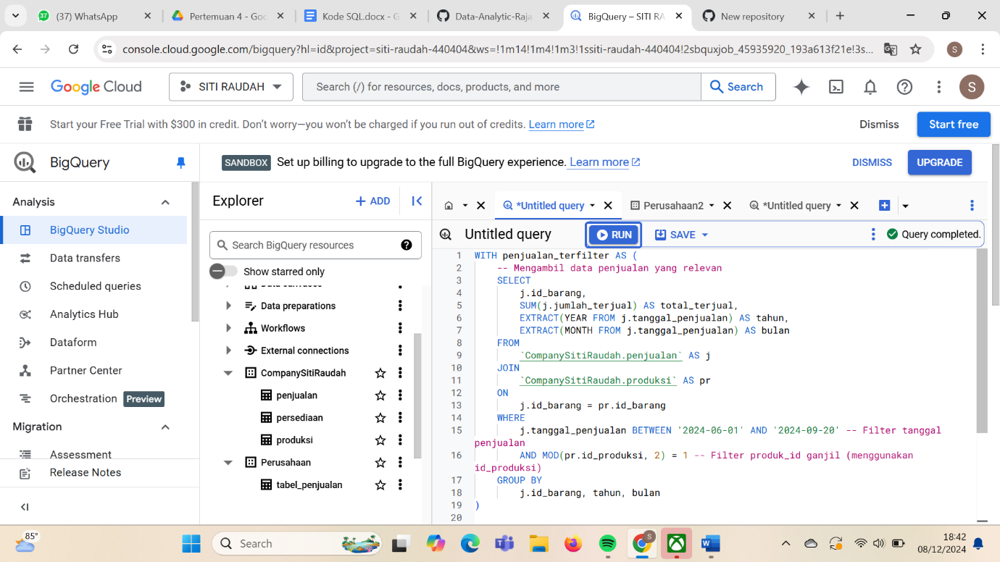 37
(37) WhatsApp
Pertemuan 4 - Goo
Kode SQL.docx - G
Data-Analytic-Raja
BigQuery – SITI RA
New repository
console.cloud.google.com/bigquery?hl=id&project=siti-raudah-440404&ws=!1m14!1m4!1m3!1ssiti-raudah-440404!2sbquxjob_45935920_193a613f21e!3s...
S
Google Cloud
SITI RAUDAH
Search (/) for resources, docs, products, and more
Search
S
Start your Free Trial with $300 in credit. Don't worry—you won't be charged if you run out of credits. Learn more
Dismiss
Start free
BigQuery
SANDBOX Set up billing to upgrade to the full BigQuery experience. Learn more
DISMISS
UPGRADE
Analysis
BigQuery Studio
Data transfers
Scheduled queries
Analytics Hub
Dataform
Partner Center
Orchestration Preview
Migration
Assessment
Release Notes
Explorer
+ ADD
Search BigQuery resources
Show starred only
Data canvases
Data preparations
Workflows
External connections
CompanySitiRaudah
penjualan
persediaan
produksi
Perusahaan
tabel_penjualan
*Untitled query
Perusahaan2
*Untitled query
Untitled query
RUN
SAVE
Query completed.
1 WITH penjualan_terfilter AS (
2 -- Mengambil data penjualan yang relevan
3 SELECT
4 j.id_barang,
5 SUM(j.jumlah_terjual) AS total_terjual,
6 EXTRACT(YEAR FROM j.tanggal_penjualan) AS tahun,
7 EXTRACT(MONTH FROM j.tanggal_penjualan) AS bulan
8 FROM
9 `CompanySitiRaudah.penjualan` AS j
10 JOIN
11 `CompanySitiRaudah.produksi` AS pr
12 ON
13 j.id_barang = pr.id_barang
14 WHERE
15 j.tanggal_penjualan BETWEEN '2024-06-01' AND '2024-09-20' -- Filter tanggal
penjualan
16 AND MOD(pr.id_produksi, 2) = 1 -- Filter produk_id ganjil (menggunakan
id_produksi)
17 GROUP BY
18 j.id_barang, tahun, bulan
19 )
20
85°
Search
S
18:42
08/12/2024